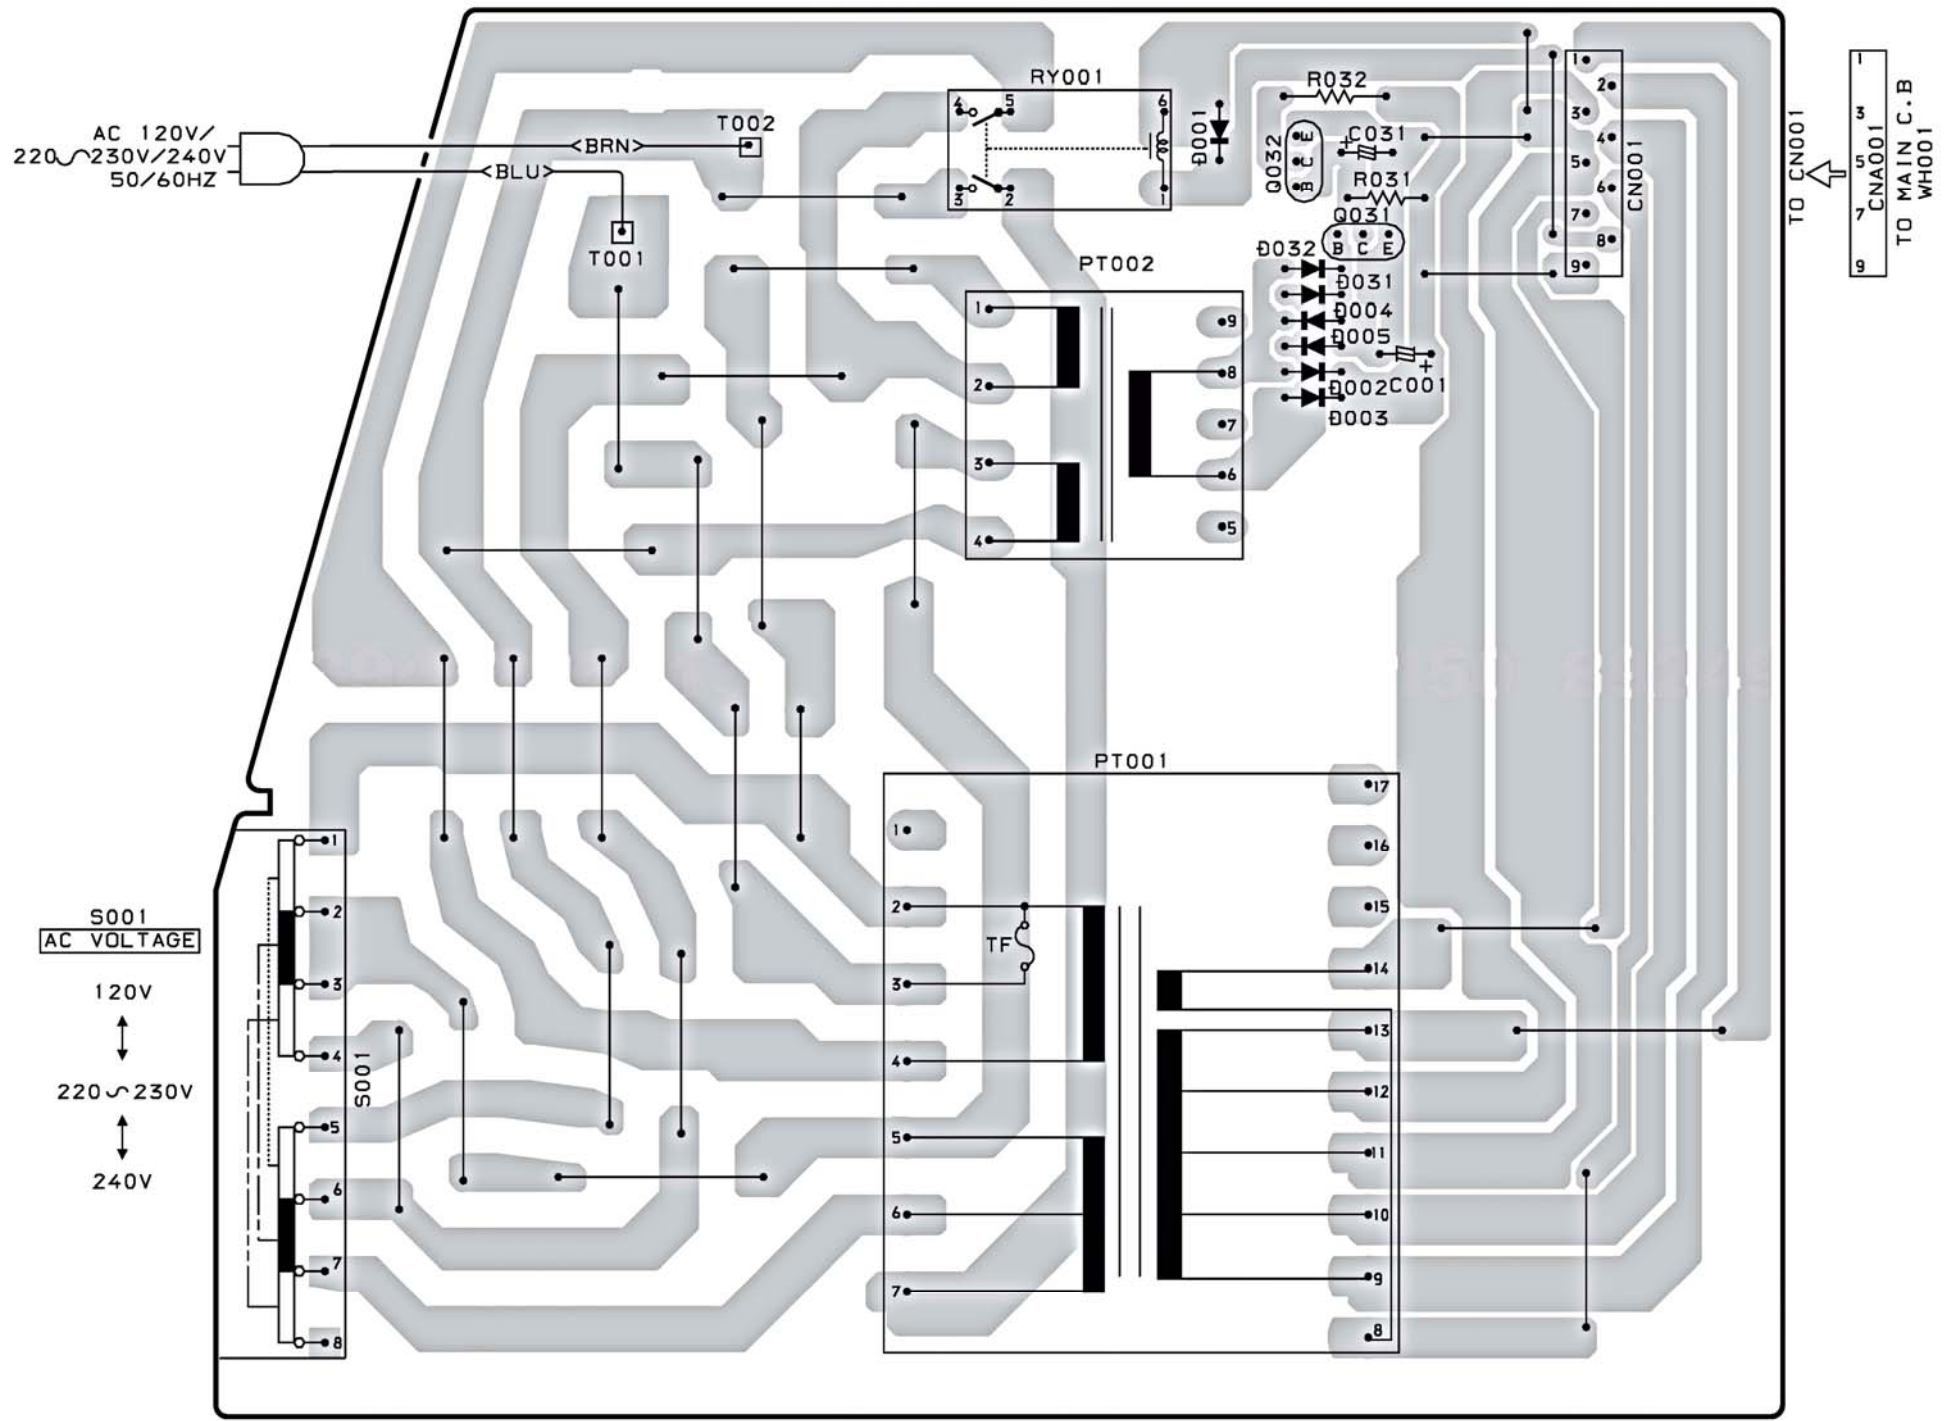 AC 120V/
220∿230V/240V
50/60HZ
BRN
BLU
T002
T001
RY001
4
5
6
3
2
1
D001
R032
Q032
E
C
B
C031
+
R031
Q031
B
C
E
D032
D031
D004
D005
D002
C001
+
D003
CN001
1
2
3
4
5
6
7
8
9
TO CN001
1
3
5
7
9
CNA001
TO MAIN C.B
WH001
PT002
1
2
3
4
9
8
7
6
5
PT001
1
2
3
4
5
6
7
TF
17
16
15
14
13
12
11
10
9
8
S001
AC VOLTAGE
120V
220∿230V
240V
S001
1
2
3
4
5
6
7
8